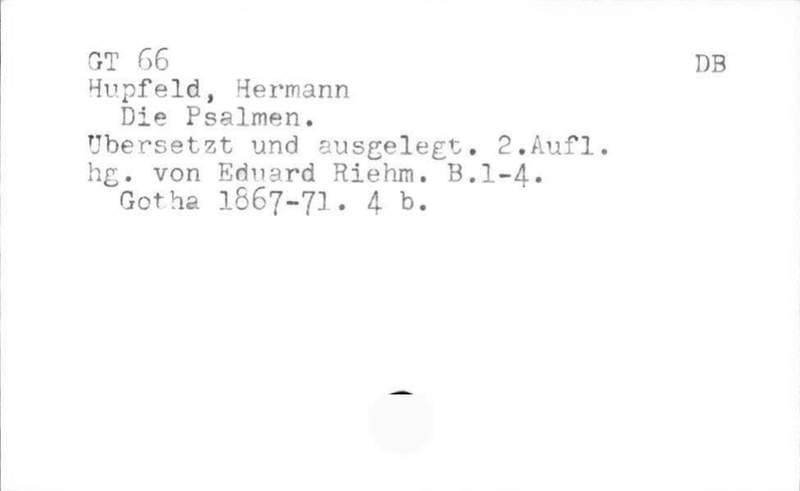 GT 66 DB
Hupfeld, Hermann
Die Psalmen.
Übersetzt und ausgelegt. 2.Aufl.
hg. von Eduard Riehm. B.1-4.
Gotha 1867-71. 4 b.